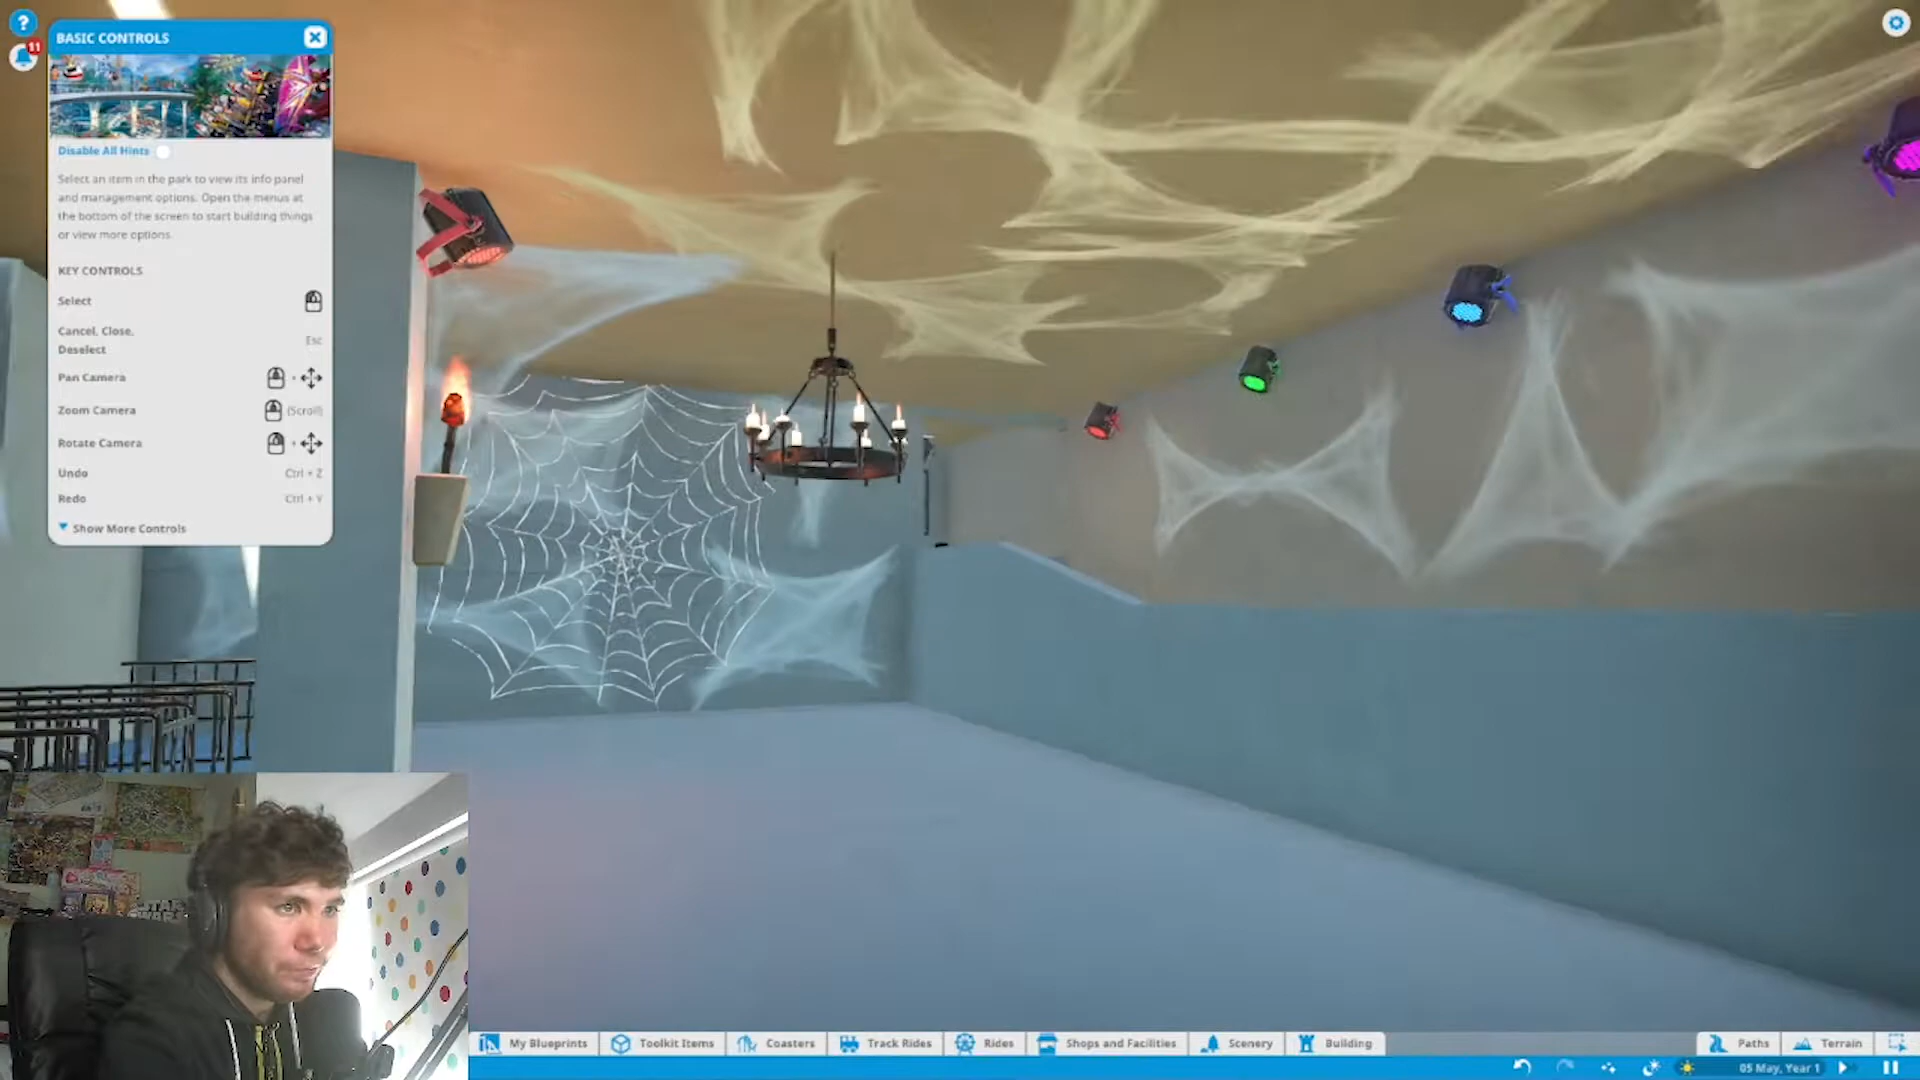 ?
11
BASIC CONTROLS
Disable All Hints
Select an item in the park to view its info panel
and management options. Open the menus at
the bottom of the screen to start building things
or view more options.
KEY CONTROLS
Select
Cancel, Close,
Deselect
Esc
Pan Camera
Zoom Camera
(Scroll)
Rotate Camera
Undo
Ctrl + Z
Redo
Ctrl + Y
Show More Controls
STAR
WARS
My Blueprints
Toolkit Items
Coasters
Track Rides
Rides
Shops and Facilities
Scenery
Building
Paths
Terrain
05 May, Year 1